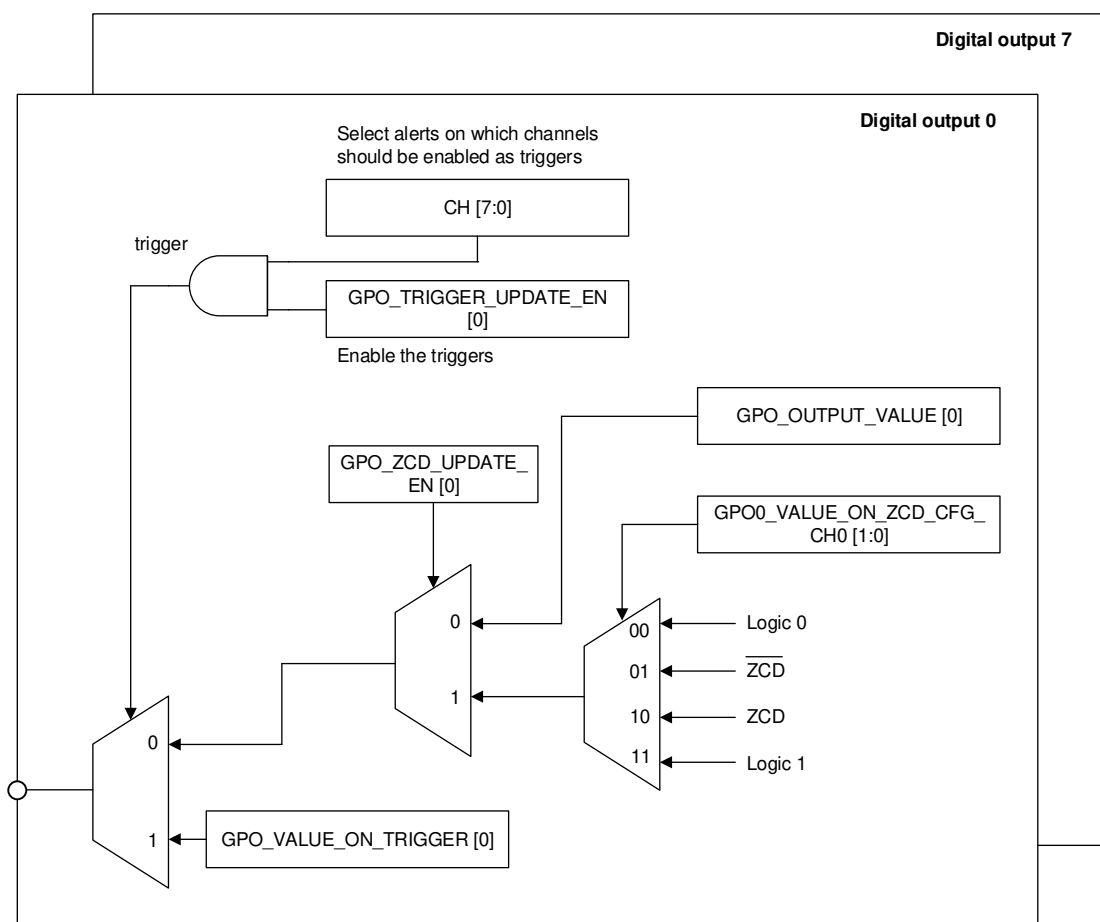 Digital output 7
Digital output 0
Select alerts on which channels
should be enabled as triggers
CH [7:0]
trigger
GPO_TRIGGER_UPDATE_EN
[0]
Enable the triggers
GPO_OUTPUT_VALUE [0]
GPO_ZCD_UPDATE_
EN [0]
GPO0_VALUE_ON_ZCD_CFG_
CH0 [1:0]
0
1
00
01
10
11
Logic 0
Z̅C̅D̅
ZCD
Logic 1
0
1
GPO_VALUE_ON_TRIGGER [0]